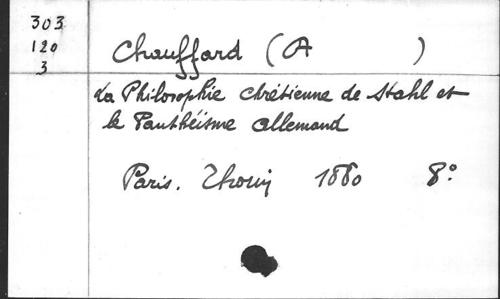 303
120
3
Chauffard (A )
La Philosophie chrétienne de Stahl et
le Panthéisme allemand
Paris. Thorin 1880 8°